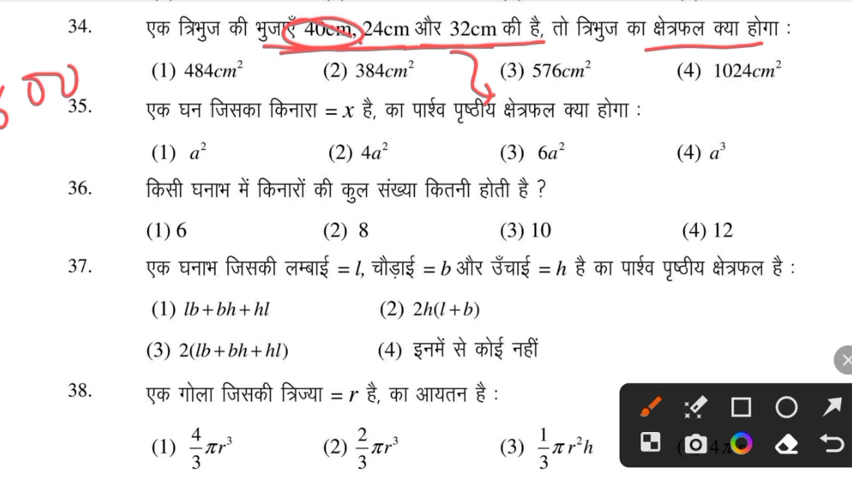 34. एक त्रिभुज की भुजाएँ 40cm, 24cm और 32cm की है, तो त्रिभुज का क्षेत्रफल क्या होगा :
(1) 484cm² (2) 384cm² (3) 576cm² (4) 1024cm²
35. एक घन जिसका किनारा = x है, का पार्श्व पृष्ठीय क्षेत्रफल क्या होगा :
(1) a² (2) 4a² (3) 6a² (4) a³
36. किसी घनाभ में किनारों की कुल संख्या कितनी होती है ?
(1) 6 (2) 8 (3) 10 (4) 12
37. एक घनाभ जिसकी लम्बाई = l, चौड़ाई = b और उँचाई = h है का पार्श्व पृष्ठीय क्षेत्रफल है :
(1) lb + bh + hl (2) 2h(l + b)
(3) 2(lb + bh + hl) (4) इनमें से कोई नहीं
38. एक गोला जिसकी त्रिज्या = r है, का आयतन है :
(1) 4/3 πr³ (2) 2/3 πr³ (3) 1/3 πr²h